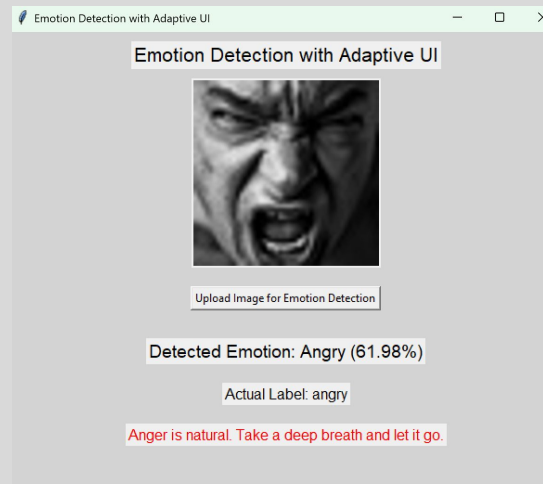 Emotion Detection with Adaptive UI
Emotion Detection with Adaptive UI
Upload Image for Emotion Detection
Detected Emotion: Angry (61.98%)
Actual Label: angry
Anger is natural. Take a deep breath and let it go.